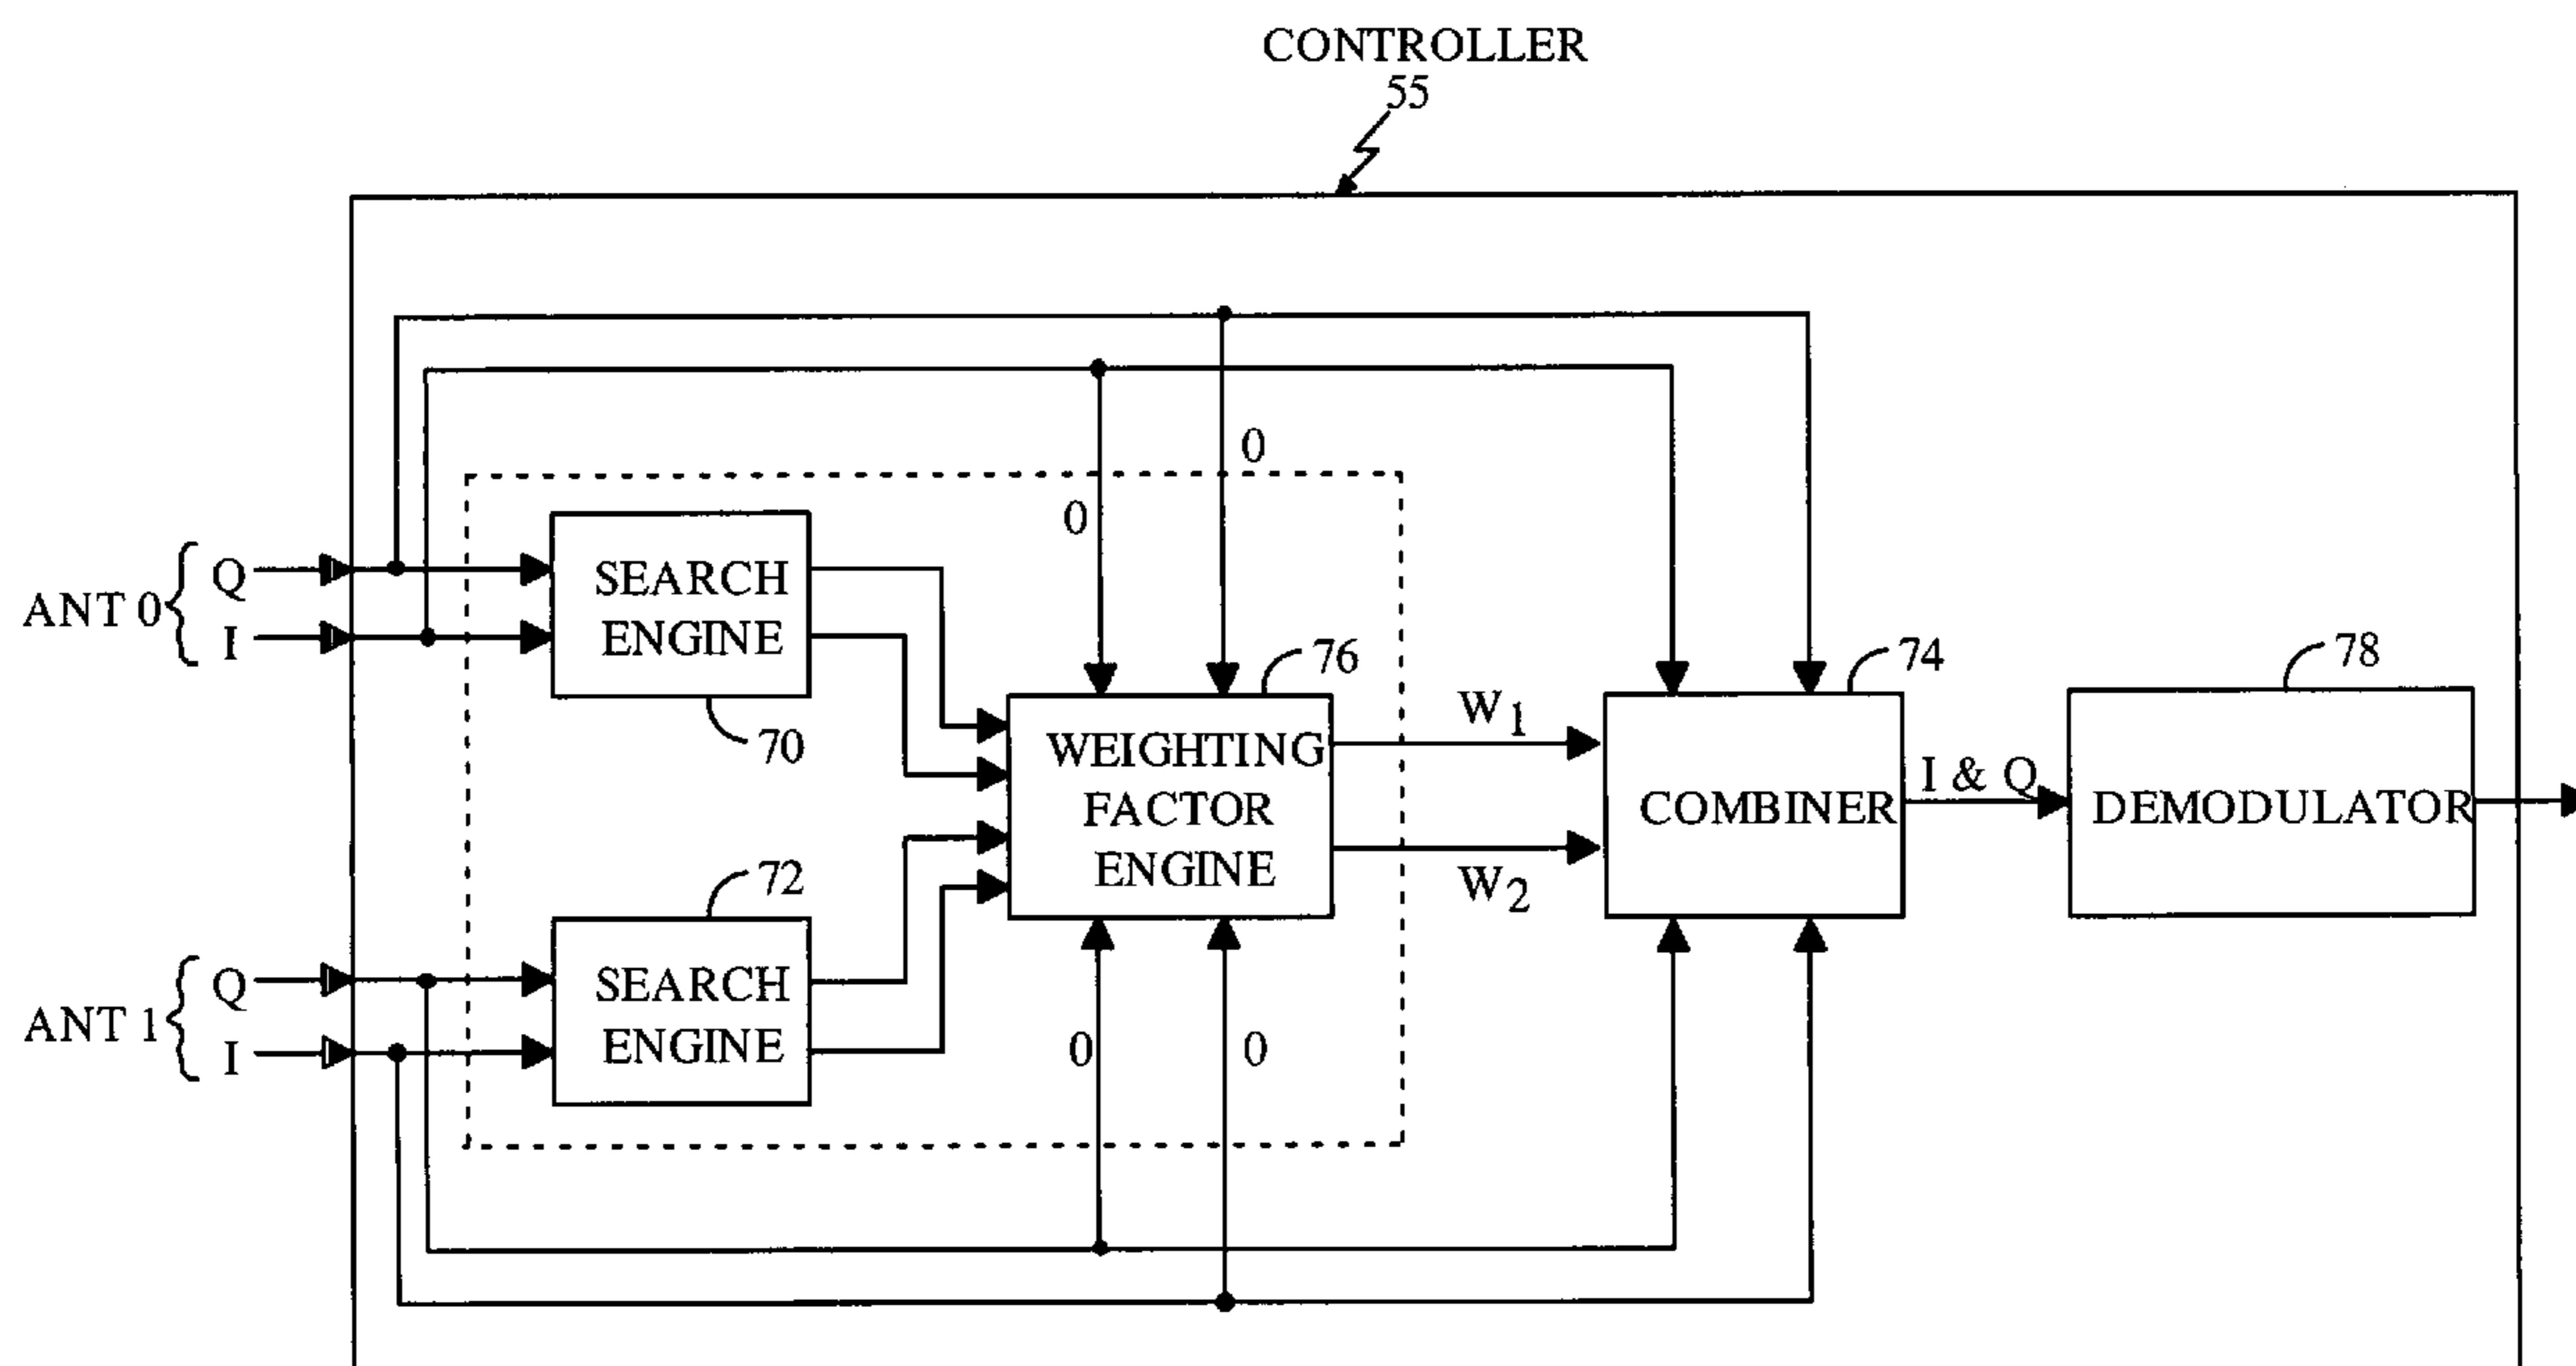 CONTROLLER
55
0
0
ANT 0
Q
I
SEARCH
ENGINE
70
76
74
78
W1
WEIGHTING
FACTOR
ENGINE
W2
COMBINER
I & Q
DEMODULATOR
72
ANT 1
Q
I
SEARCH
ENGINE
0
0